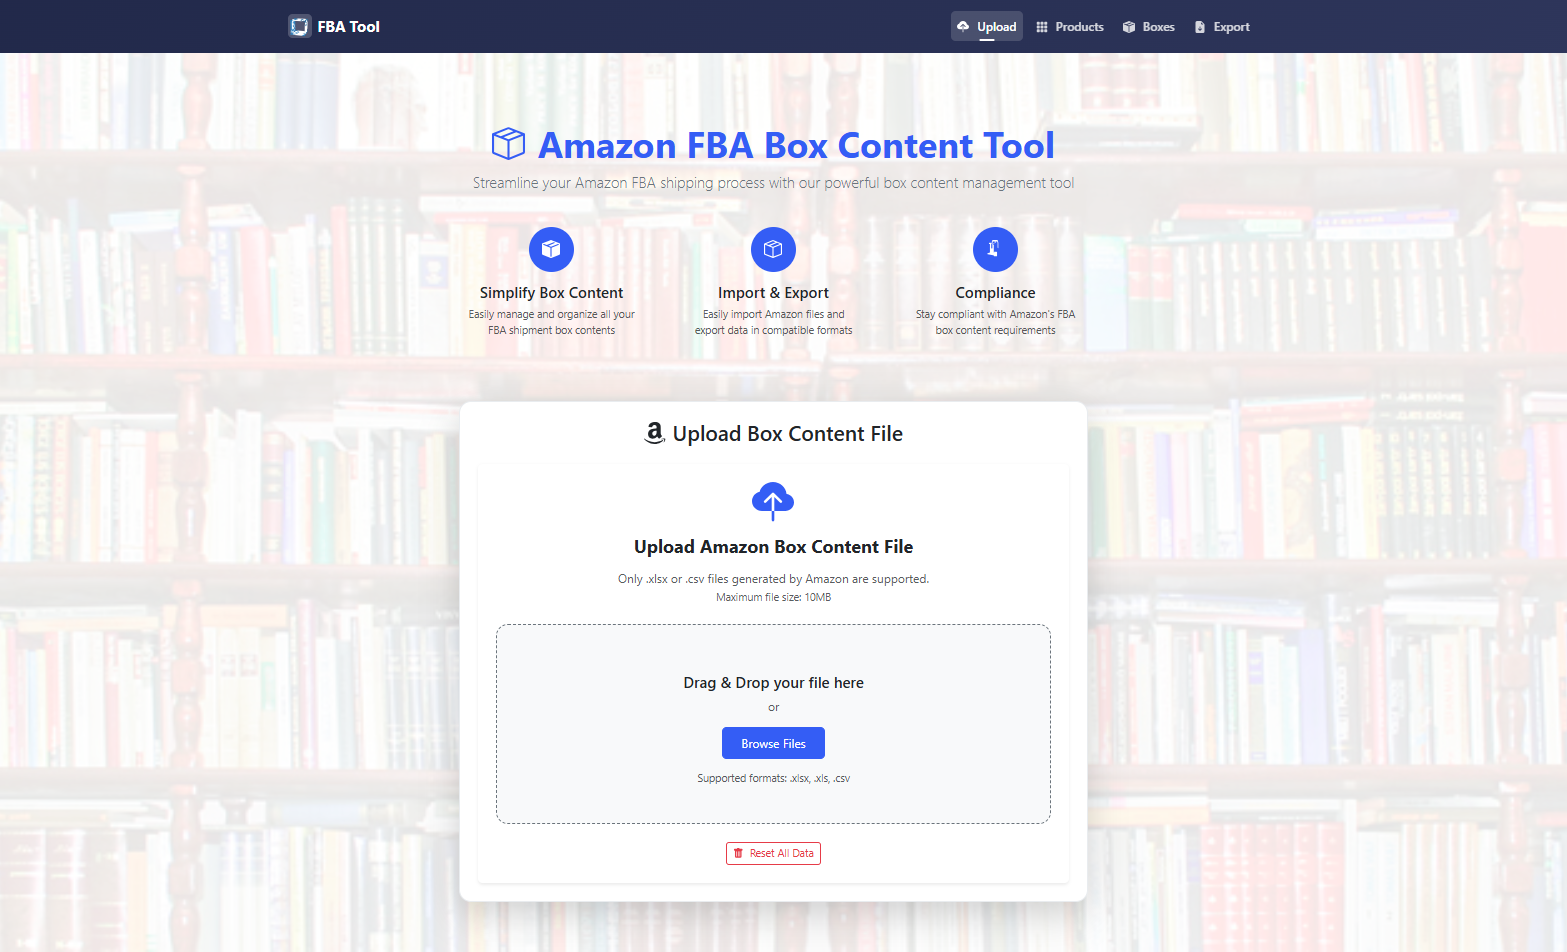 FBA Tool
Upload
Products
Boxes
Export
Amazon FBA Box Content Tool
Streamline your Amazon FBA shipping process with our powerful box content management tool
Simplify Box Content
Easily manage and organize all your
FBA shipment box contents
Import & Export
Easily import Amazon files and
export data in compatible formats
Compliance
Stay compliant with Amazon's FBA
box content requirements
Upload Box Content File
Upload Amazon Box Content File
Only .xlsx or .csv files generated by Amazon are supported.
Maximum file size: 10MB
Drag & Drop your file here
or
Browse Files
Supported formats: .xlsx, .xls, .csv
Reset All Data